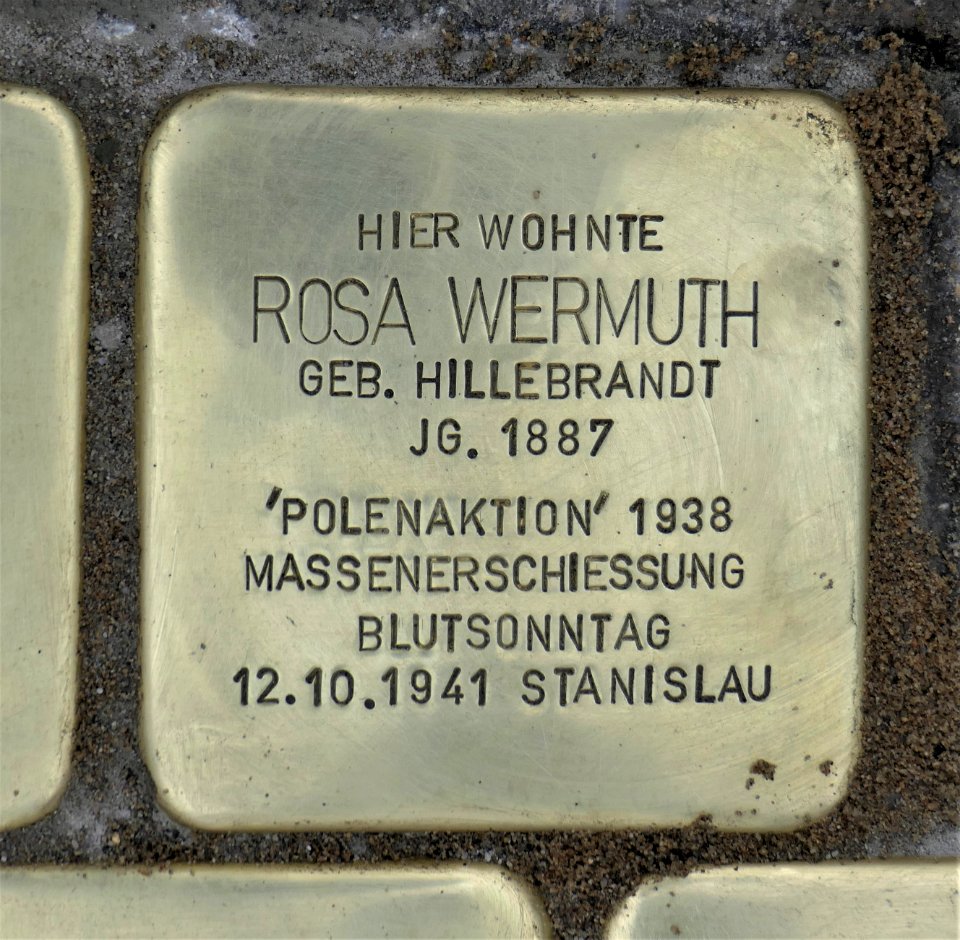 HIER WOHNTE
ROSA WERMUTH
GEB. HILLEBRANDT
JG. 1887
'POLENAKTION' 1938
MASSENERSCHIESSUNG
BLUTSONNTAG
12.10.1941 STANISLAU